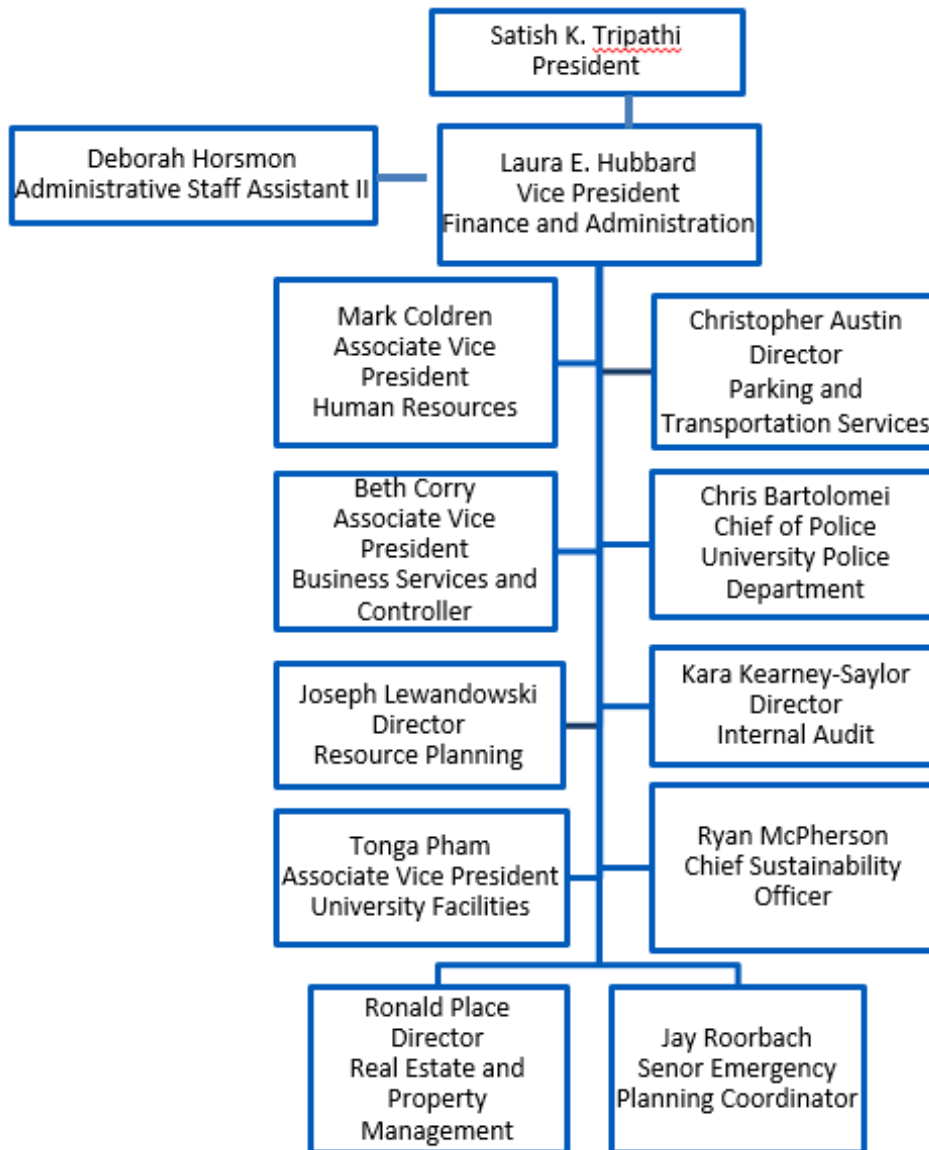 Satish K. Tripathi
President
Deborah Horsmon
Administrative Staff Assistant II
Laura E. Hubbard
Vice President
Finance and Administration
Mark Coldren
Associate Vice
President
Human Resources
Christopher Austin
Director
Parking and
Transportation Services
Beth Corry
Associate Vice
President
Business Services and
Controller
Chris Bartolomei
Chief of Police
University Police
Department
Joseph Lewandowski
Director
Resource Planning
Kara Kearney-Saylor
Director
Internal Audit
Tonga Pham
Associate Vice President
University Facilities
Ryan McPherson
Chief Sustainability
Officer
Ronald Place
Director
Real Estate and
Property
Management
Jay Roorbach
Senor Emergency
Planning Coordinator